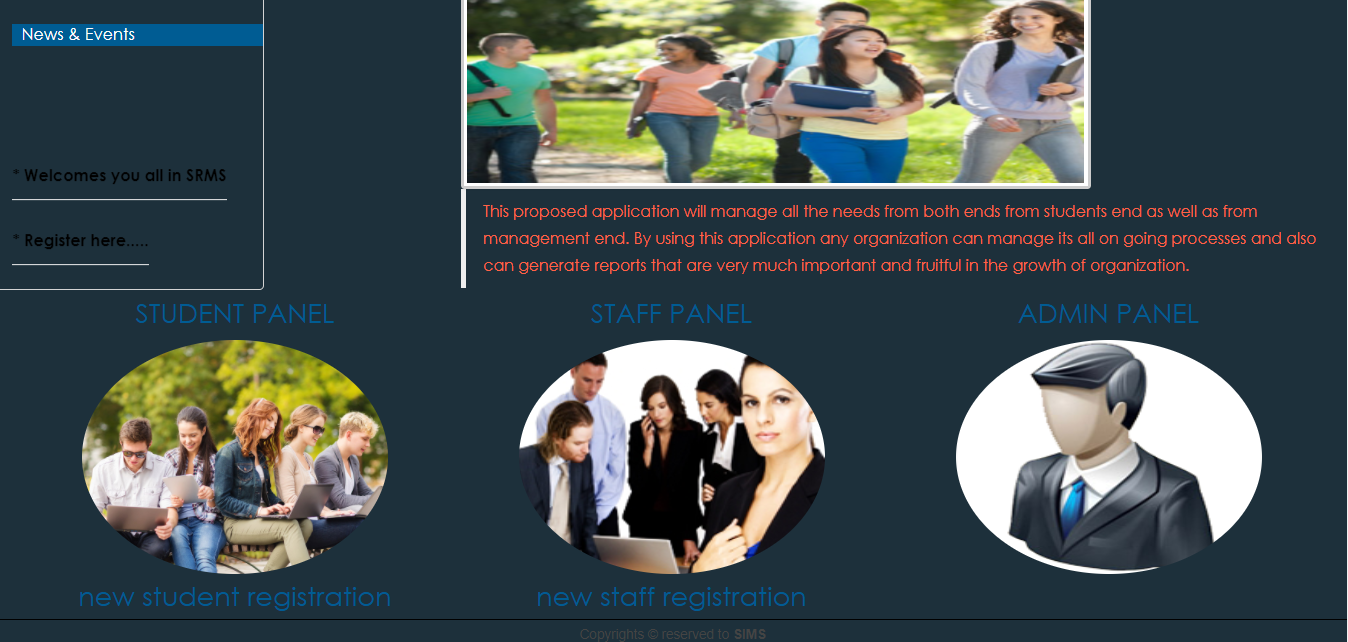 News & Events
* Welcomes you all in SRMS
* Register here.....
This proposed application will manage all the needs from both ends from students end as well as from
management end. By using this application any organization can manage its all on going processes and also
can generate reports that are very much important and fruitful in the growth of organization.
STUDENT PANEL
STAFF PANEL
ADMIN PANEL
new student registration
new staff registration
Copyrights © reserved to SIMS